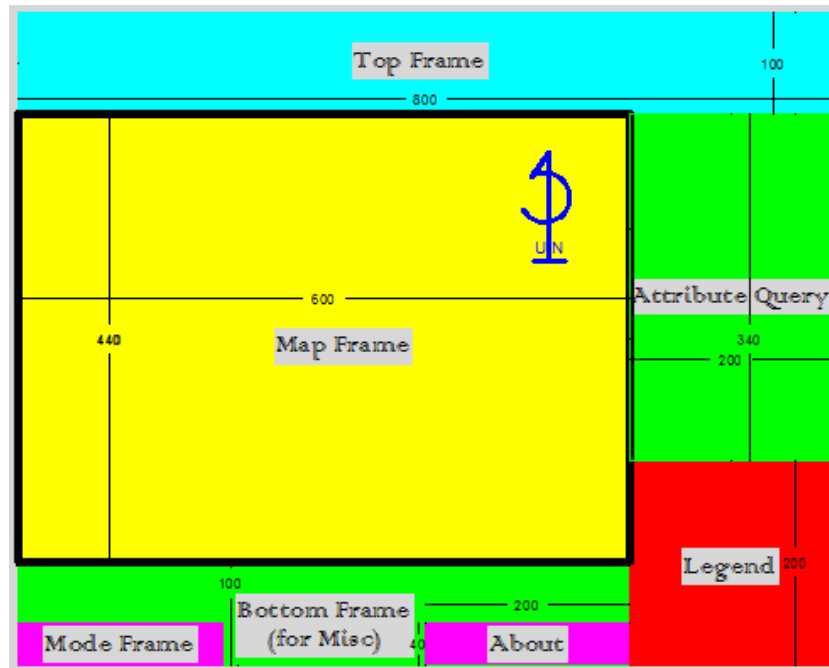 Top Frame
100
800
U N
600
Attribute Query
440
Map Frame
340
200
Legend
200
100
Bottom Frame
(for Misc)
200
Mode Frame
40
About